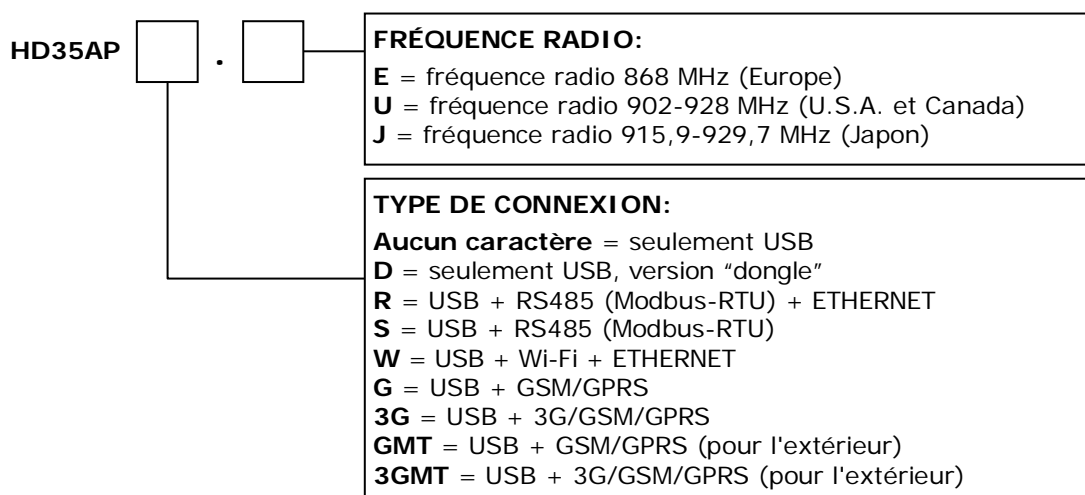 HD35AP .
FRÉQUENCE RADIO:
E = fréquence radio 868 MHz (Europe)
U = fréquence radio 902-928 MHz (U.S.A. et Canada)
J = fréquence radio 915,9-929,7 MHz (Japon)
TYPE DE CONNEXION:
Aucun caractère = seulement USB
D = seulement USB, version “dongle”
R = USB + RS485 (Modbus-RTU) + ETHERNET
S = USB + RS485 (Modbus-RTU)
W = USB + Wi-Fi + ETHERNET
G = USB + GSM/GPRS
3G = USB + 3G/GSM/GPRS
GMT = USB + GSM/GPRS (pour l'extérieur)
3GMT = USB + 3G/GSM/GPRS (pour l'extérieur)